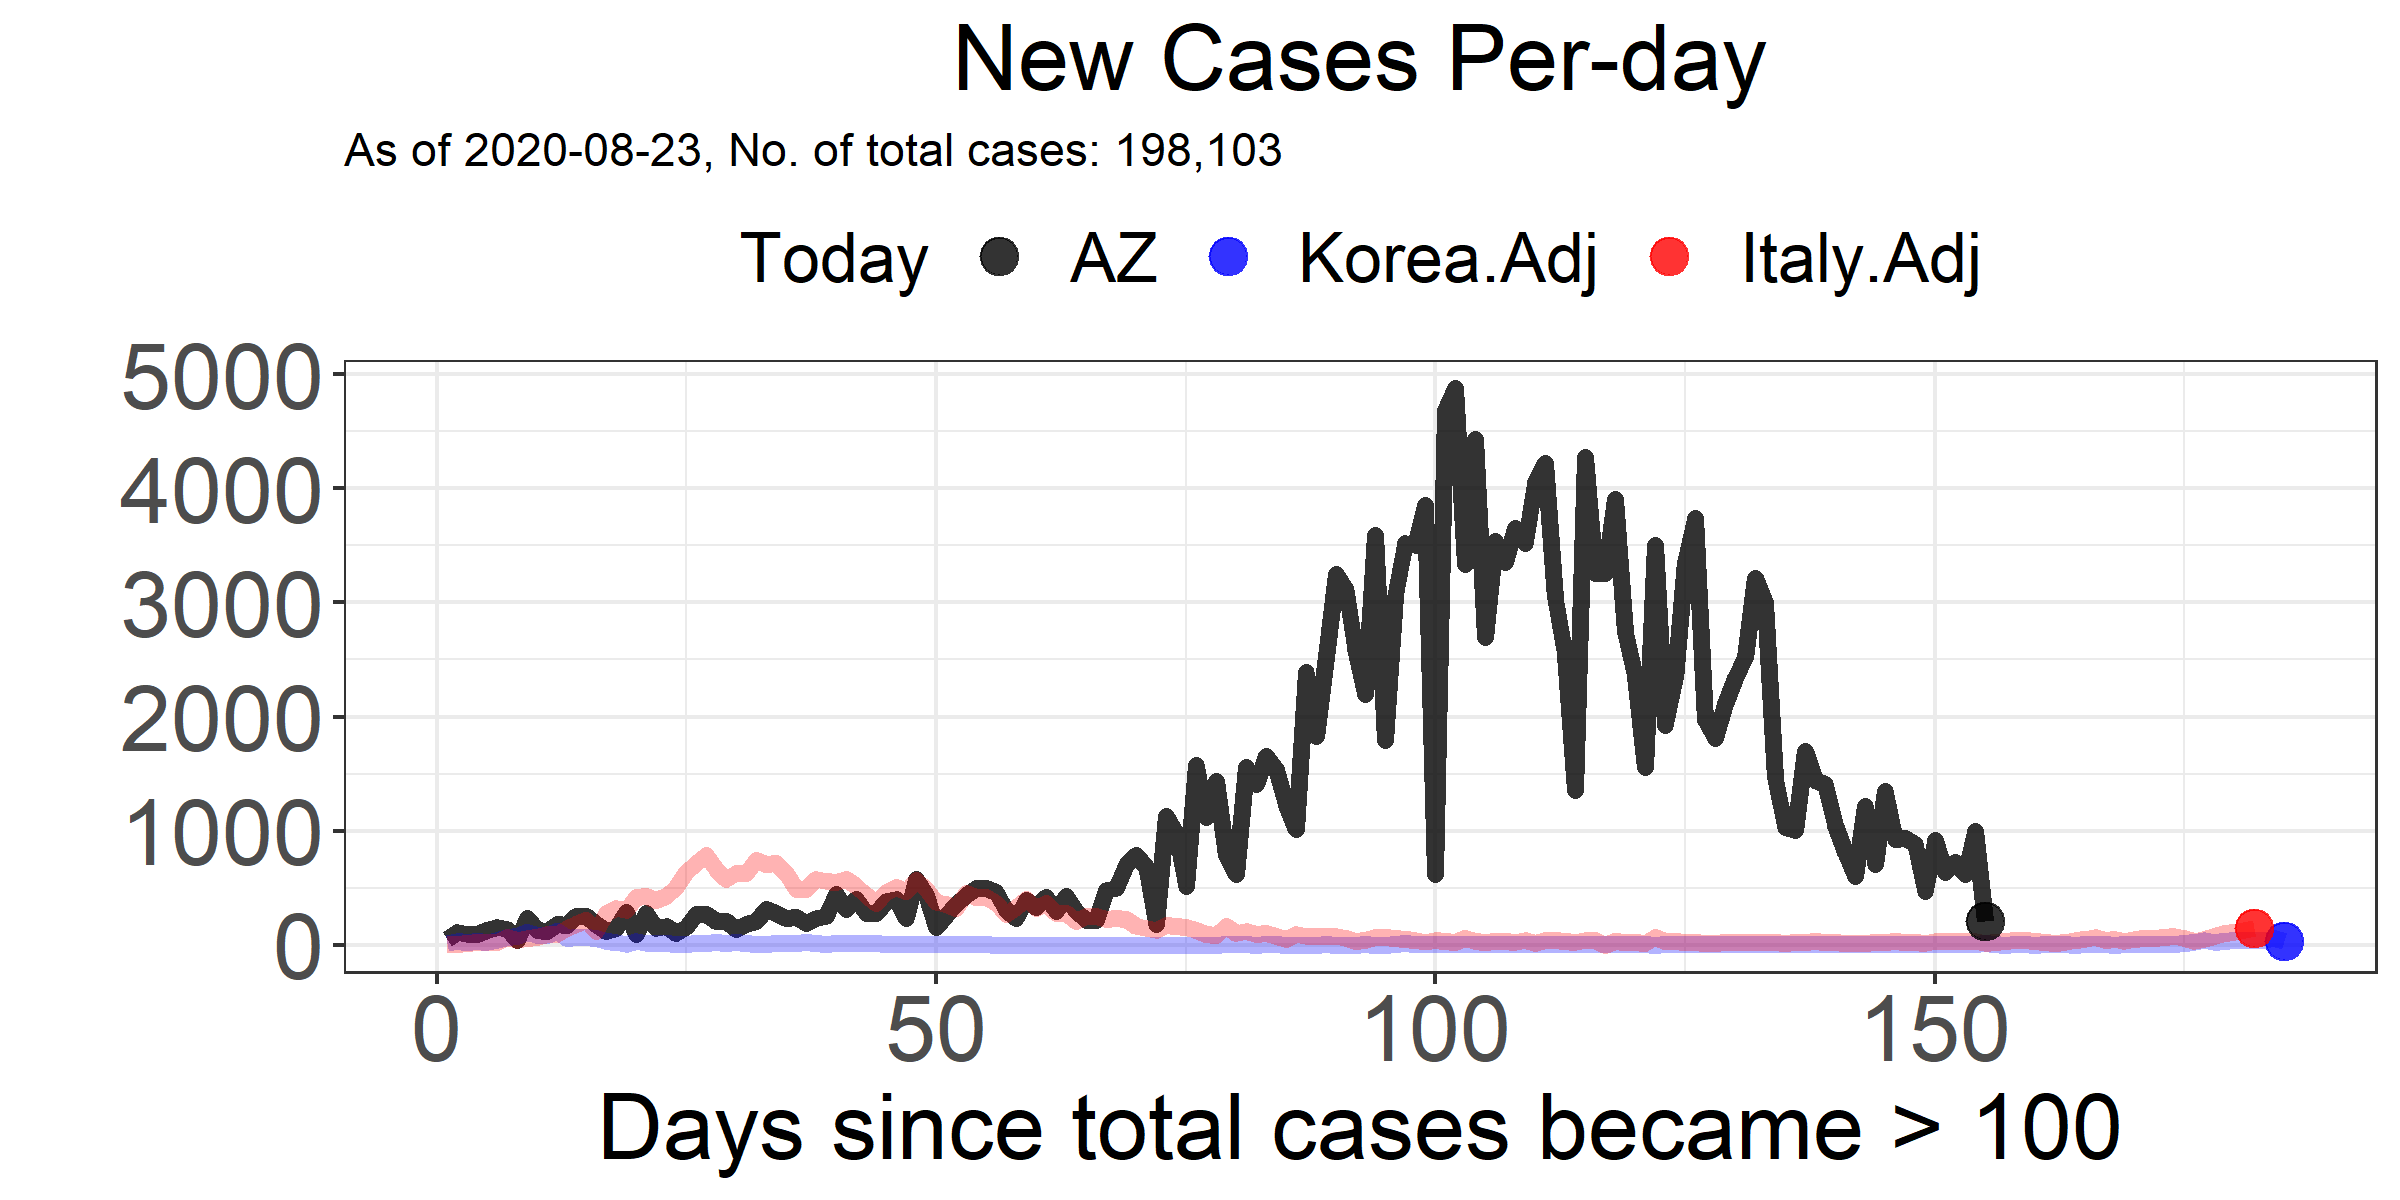 New Cases Per-day
As of 2020-08-23, No. of total cases: 198,103
Today AZ Korea.Adj Italy.Adj
5000
4000
3000
2000
1000
0
0 50 100 150
Days since total cases became > 100